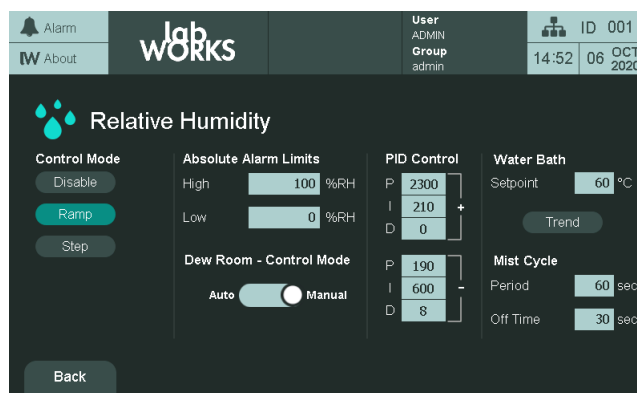 Alarm
IW About
lab
wORKS
User
ADMIN
Group
admin
ID 001
14:52 06 OCT 2020
Relative Humidity
Control Mode
Disable
Ramp
Step
Absolute Alarm Limits
High 100 %RH
Low 0 %RH
Dew Room - Control Mode
Auto Manual
PID Control
P 2300
I 210 +
D 0
P 190
I 600 -
D 8
Water Bath
Setpoint 60 °C
Trend
Mist Cycle
Period 60 sec
Off Time 30 sec
Back